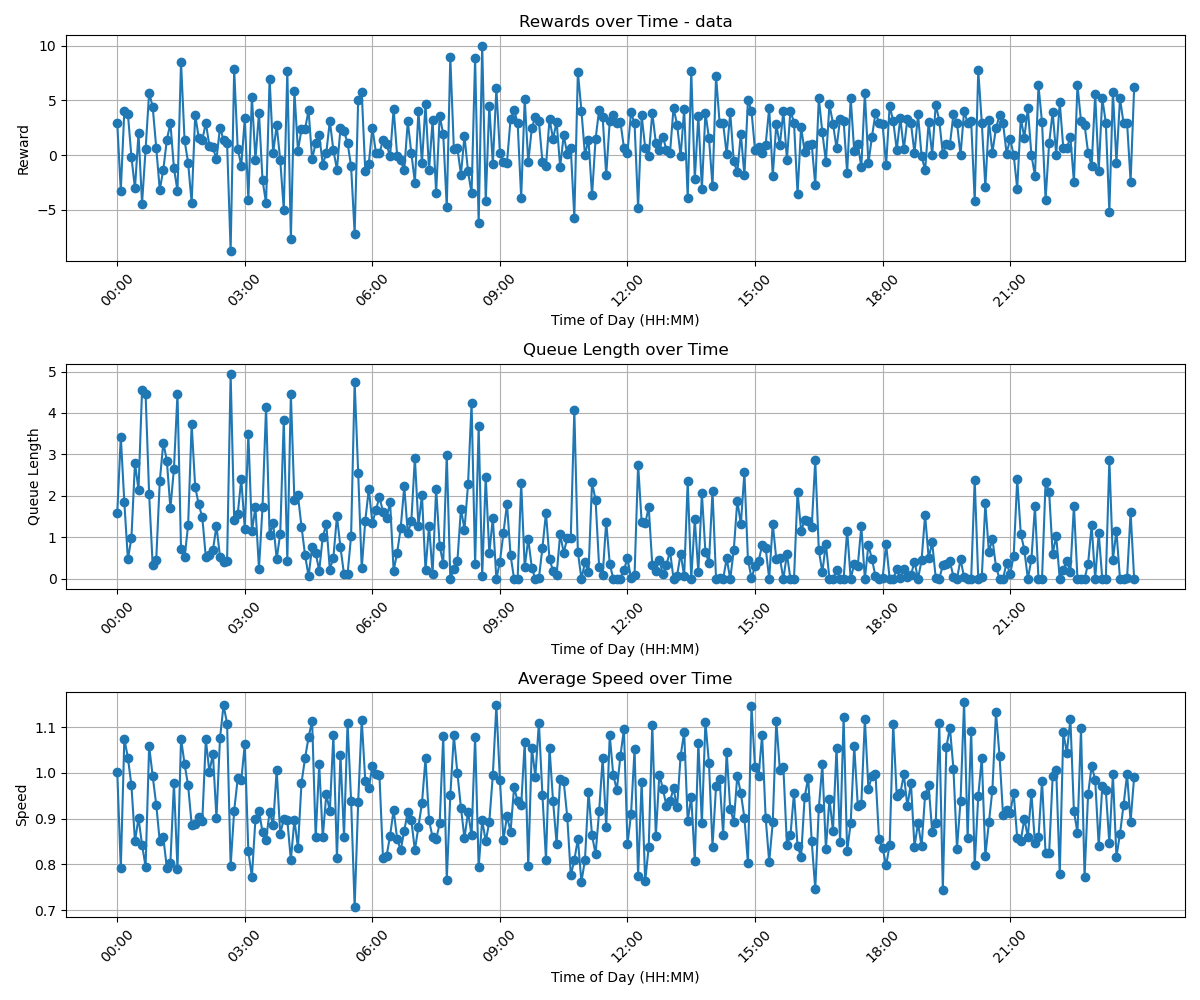 Rewards over Time - data
Reward
10
5
0
−5
00:00 03:00 06:00 09:00 12:00 15:00 18:00 21:00
Time of Day (HH:MM)
Queue Length over Time
Queue Length
5
4
3
2
1
0
00:00 03:00 06:00 09:00 12:00 15:00 18:00 21:00
Time of Day (HH:MM)
Average Speed over Time
Speed
1.1
1.0
0.9
0.8
0.7
00:00 03:00 06:00 09:00 12:00 15:00 18:00 21:00
Time of Day (HH:MM)